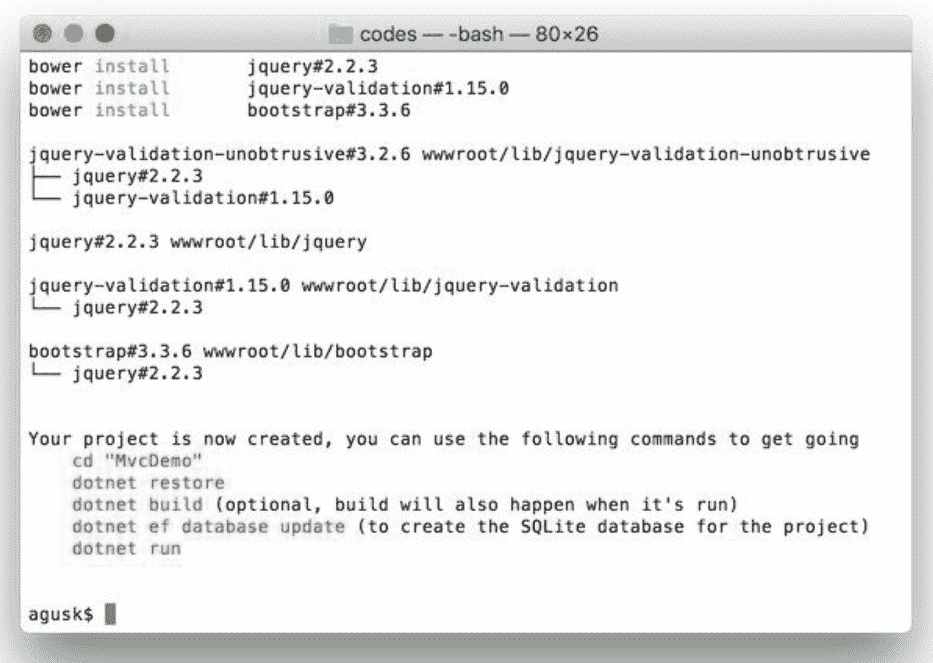 codes — -bash — 80×26
bower install       jquery#2.2.3
bower install       jquery-validation#1.15.0
bower install       bootstrap#3.3.6
jquery-validation-unobtrusive#3.2.6 wwwroot/lib/jquery-validation-unobtrusive
├── jquery#2.2.3
└── jquery-validation#1.15.0
jquery#2.2.3 wwwroot/lib/jquery
jquery-validation#1.15.0 wwwroot/lib/jquery-validation
└── jquery#2.2.3
bootstrap#3.3.6 wwwroot/lib/bootstrap
└── jquery#2.2.3
Your project is now created, you can use the following commands to get going
    cd "MvcDemo"
    dotnet restore
    dotnet build (optional, build will also happen when it's run)
    dotnet ef database update (to create the SQLite database for the project)
    dotnet run
agusk$